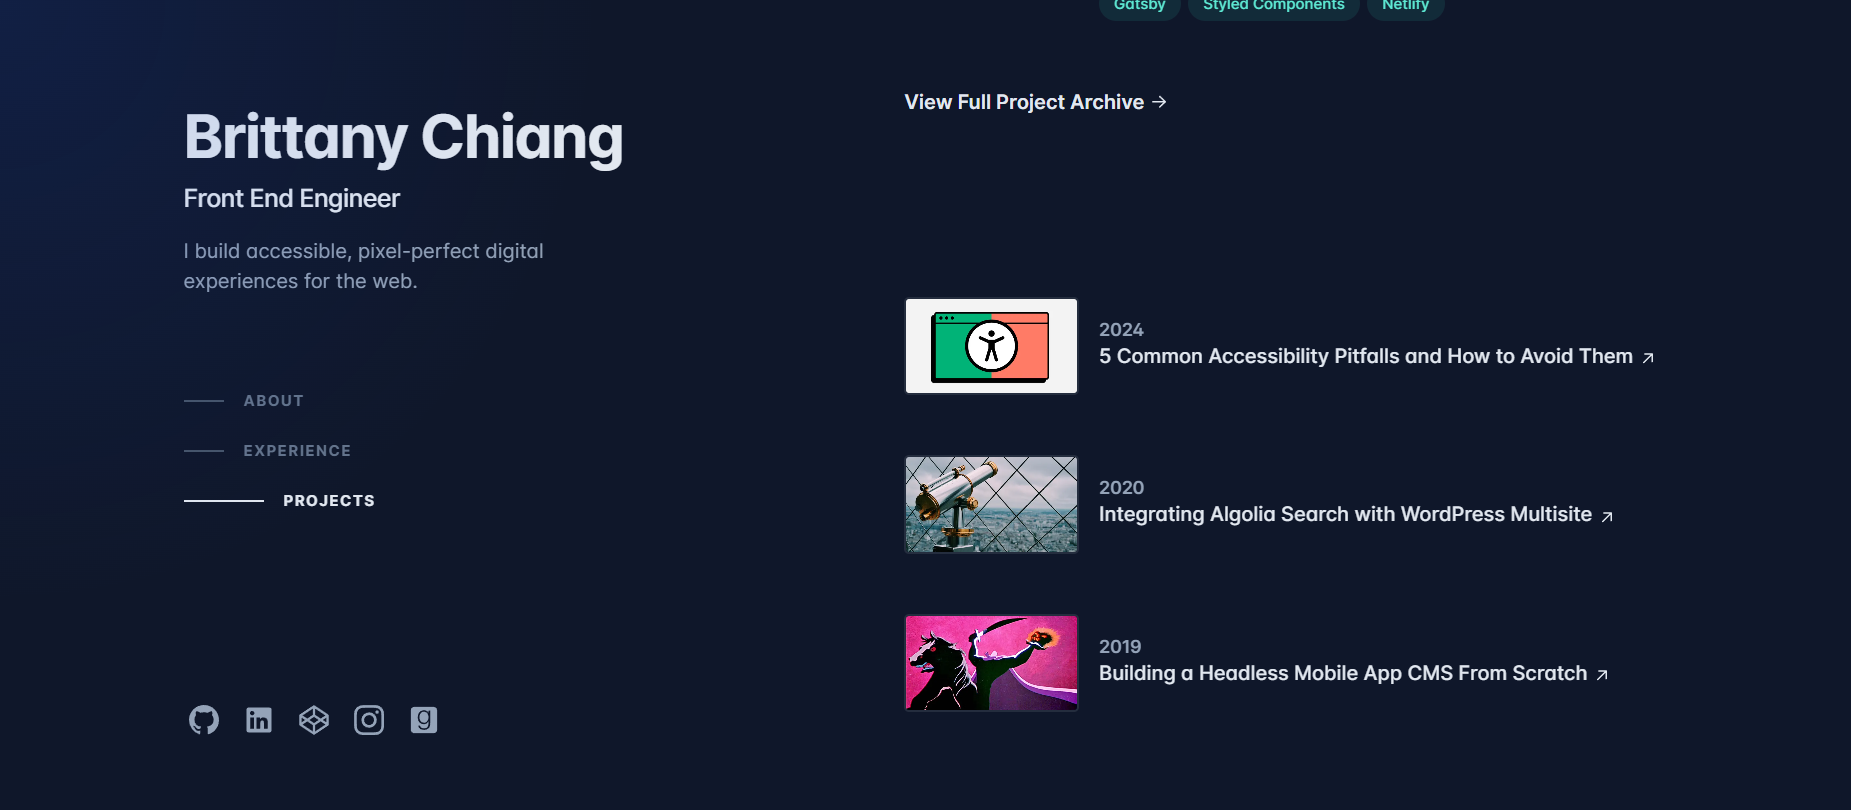 Gatsby
Styled Components
Netlify
Brittany Chiang
Front End Engineer
I build accessible, pixel-perfect digital
experiences for the web.
ABOUT
EXPERIENCE
PROJECTS
View Full Project Archive →
2024
5 Common Accessibility Pitfalls and How to Avoid Them ↗
2020
Integrating Algolia Search with WordPress Multisite ↗
2019
Building a Headless Mobile App CMS From Scratch ↗
in
g